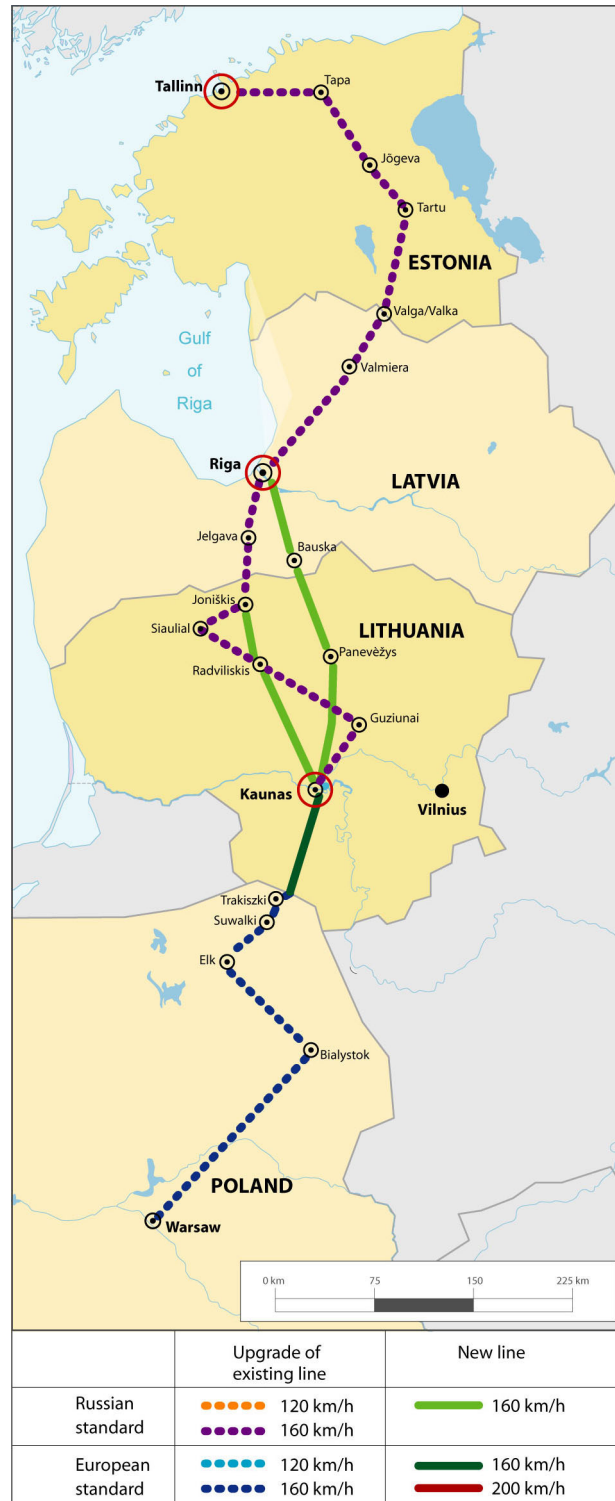 Tallinn
Tapa
Jõgeva
Tartu
ESTONIA
Valga/Valka
Gulf
of
Riga
Valmiera
Riga
LATVIA
Jelgava
Bauska
Joniškis
Siaulial
LITHUANIA
Panevèžys
Radviliskis
Guziunai
Kaunas
Vilnius
Trakiszki
Suwalki
Elk
Bialystok
POLAND
Warsaw
0 km 75 150 225 km
Upgrade of
existing line
New line
Russian
standard
120 km/h
160 km/h
160 km/h
European
standard
120 km/h
160 km/h
160 km/h
200 km/h